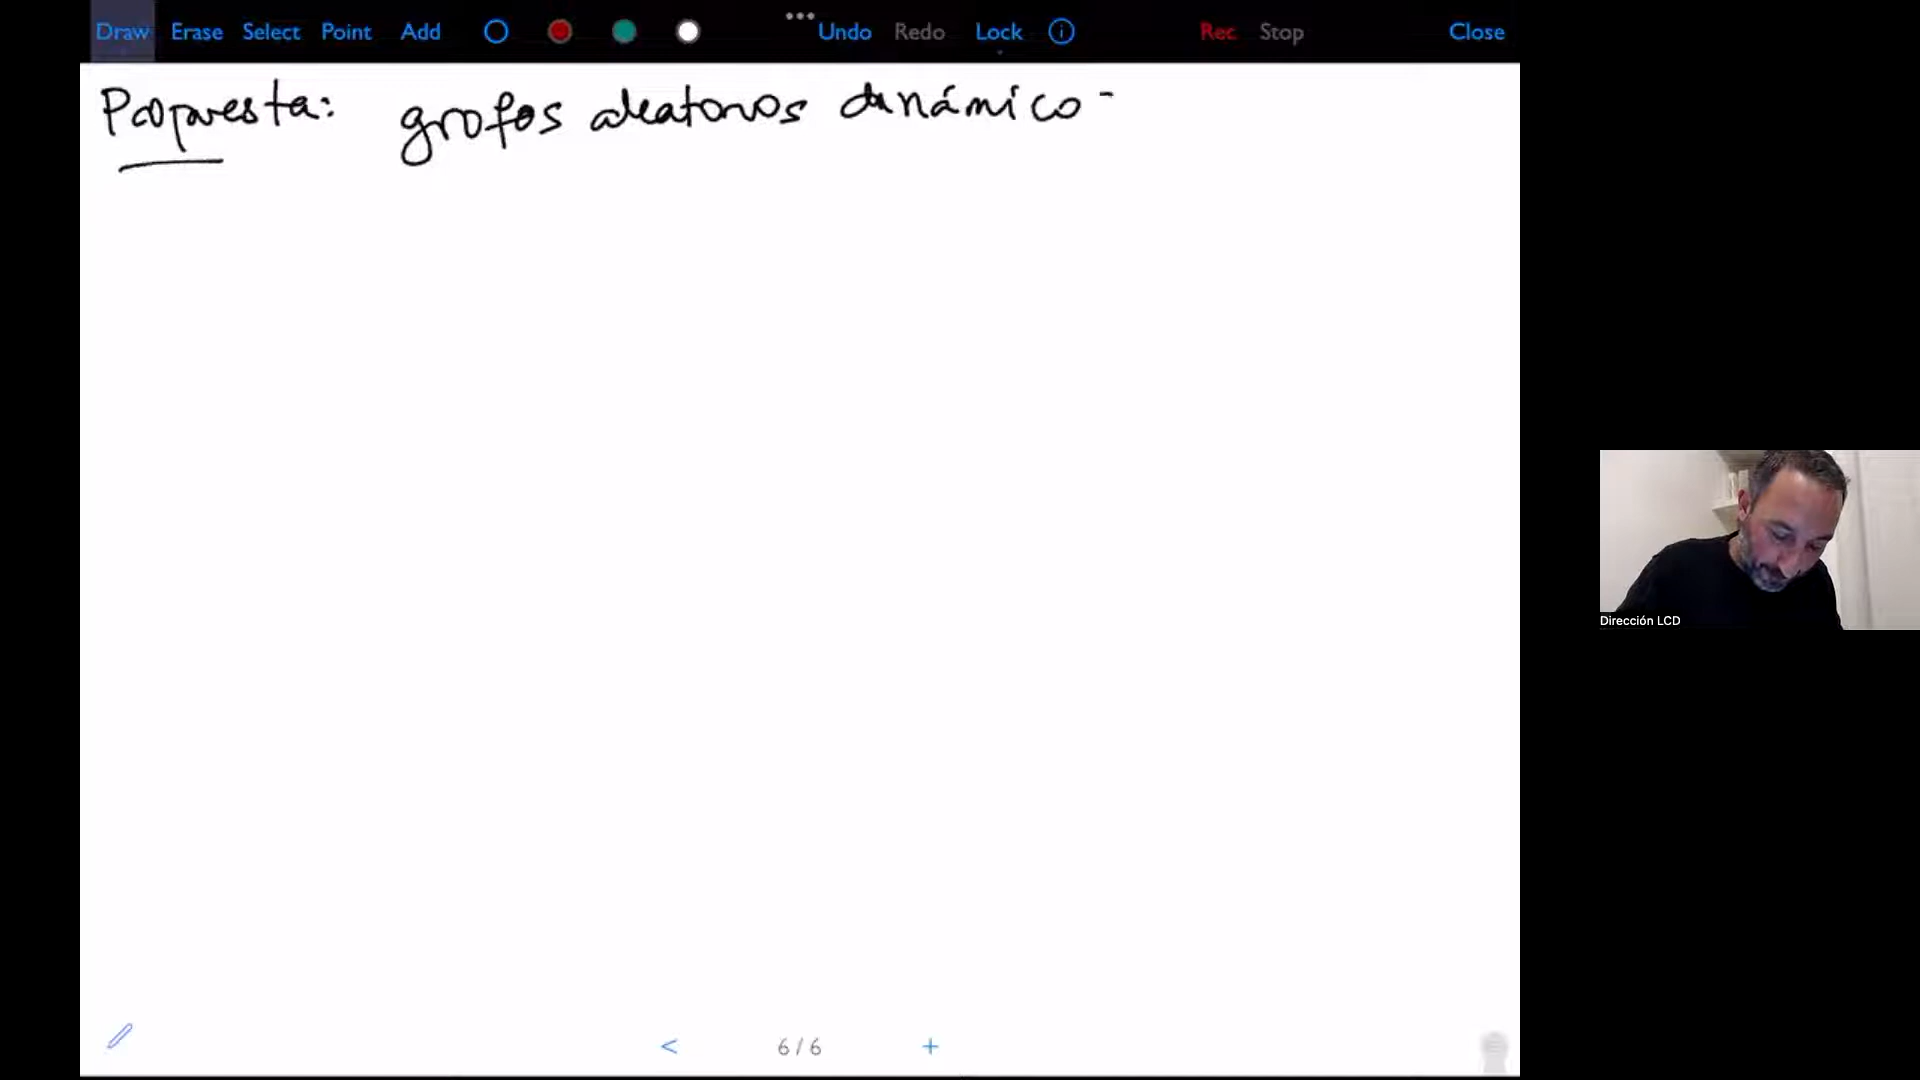 Draw Erase Select Point Add Undo Redo Lock Rec Stop Close
Propuesta: grafos aleatorios dinámico
Dirección LCD
< 6 / 6 +